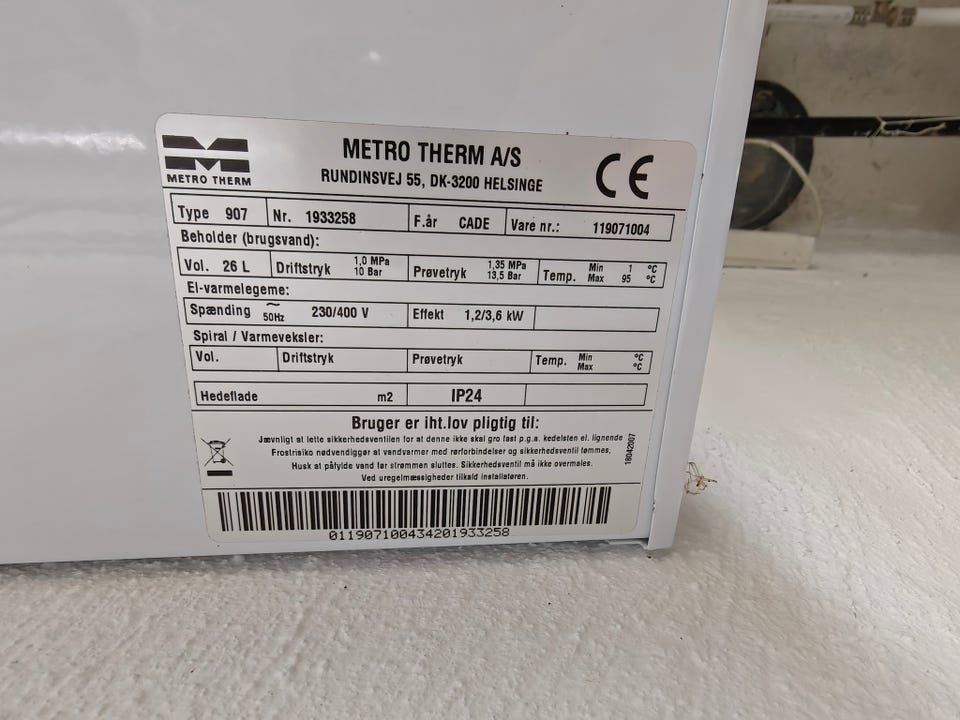 METRO THERM
METRO THERM A/S
RUNDINSVEJ 55, DK-3200 HELSINGE
CE
Type 907 Nr. 1933258 F.år CADE Vare nr.: 119071004
Beholder (brugsvand):
Vol. 26 L Driftstryk 1,0 MPa 10 Bar Prøvetryk 1,35 MPa 13,5 Bar Temp. Min 1 °C Max 95 °C
El-varmelegeme:
Spænding ~ 50Hz 230/400 V Effekt 1,2/3,6 kW
Spiral / Varmeveksler:
Vol. Driftstryk Prøvetryk Temp. Min °C Max °C
Hedeflade m2 IP24
Bruger er iht.lov pligtig til:
Jævnligt at lette sikkerhedsventilen for at denne ikke skal gro fast p.g.a. kedelsten el. lignende
Frostrisiko nødvendiggør at vandvarmer med rørforbindelser og sikkerhedsventil tømmes,
Husk at påfylde vand før strømmen sluttes. Sikkerhedsventil må ikke overmales.
Ved uregelmæssigheder tilkald installatøren.
18042007
011907100434201933258